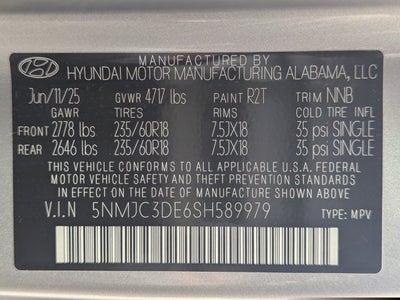 MANUFACTURED BY
HYUNDAI MOTOR MANUFACTURING ALABAMA, LLC
Jun/11/25 GVWR 4717 lbs PAINT R2T TRIM NNB
GAWR TIRES RIMS COLD TIRE INFL
FRONT 2778 lbs 235/60R18 7.5JX18 35 psi SINGLE
REAR 2646 lbs 235/60R18 7.5JX18 35 psi SINGLE
THIS VEHICLE CONFORMS TO ALL APPLICABLE U.S.A. FEDERAL
MOTOR VEHICLE SAFETY AND THEFT PREVENTION STANDARDS
IN EFFECT ON THE DATE OF MANUFACTURE SHOWN ABOVE.
V.I.N 5NMJC3DE6SH589979 TYPE: MPV